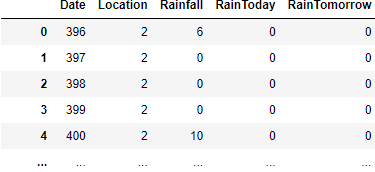 Date Location Rainfall RainToday RainTomorrow
0 396 2 6 0 0
1 397 2 0 0 0
2 398 2 0 0 0
3 399 2 0 0 0
4 400 2 10 0 0
... ... ... ... ... ...